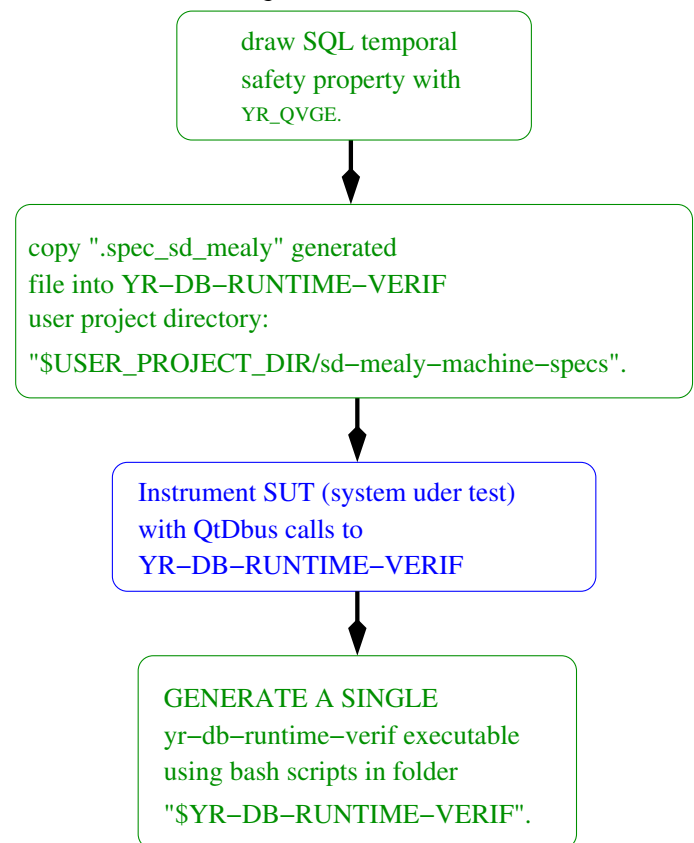 draw SQL temporal
safety property with
YR_QVGE.
copy ".spec_sd_mealy" generated
file into YR−DB−RUNTIME−VERIF
user project directory:
"$USER_PROJECT_DIR/sd−mealy−machine−specs".
Instrument SUT (system uder test)
with QtDbus calls to
YR−DB−RUNTIME−VERIF
GENERATE A SINGLE
yr−db−runtime−verif executable
using bash scripts in folder
"$YR−DB−RUNTIME−VERIF".